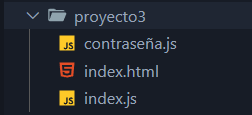 proyecto3
JS contraseña.js
index.html
JS index.js